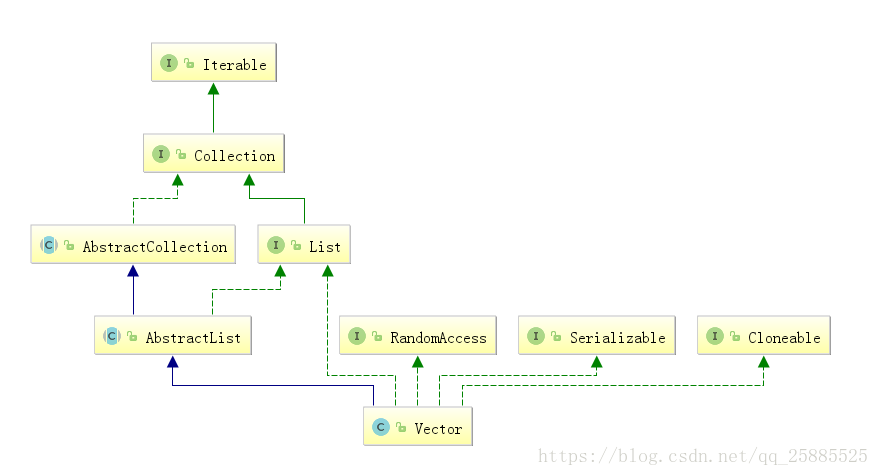 Iterable
Collection
AbstractCollection
List
AbstractList
RandomAccess
Serializable
Cloneable
Vector
https://blog.csdn.net/qq_25885525